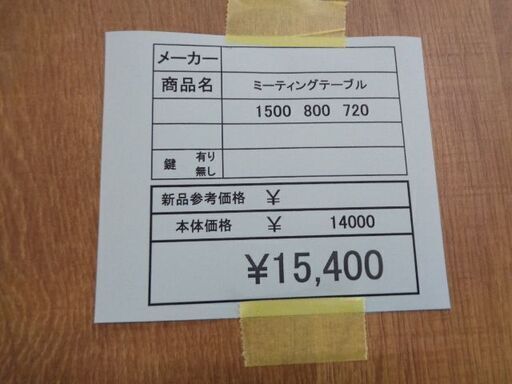 メーカー
商品名 ミーティングテーブル
1500 800 720
鍵 有り
無し
新品参考価格 ¥
本体価格 ¥ 14000
¥15,400